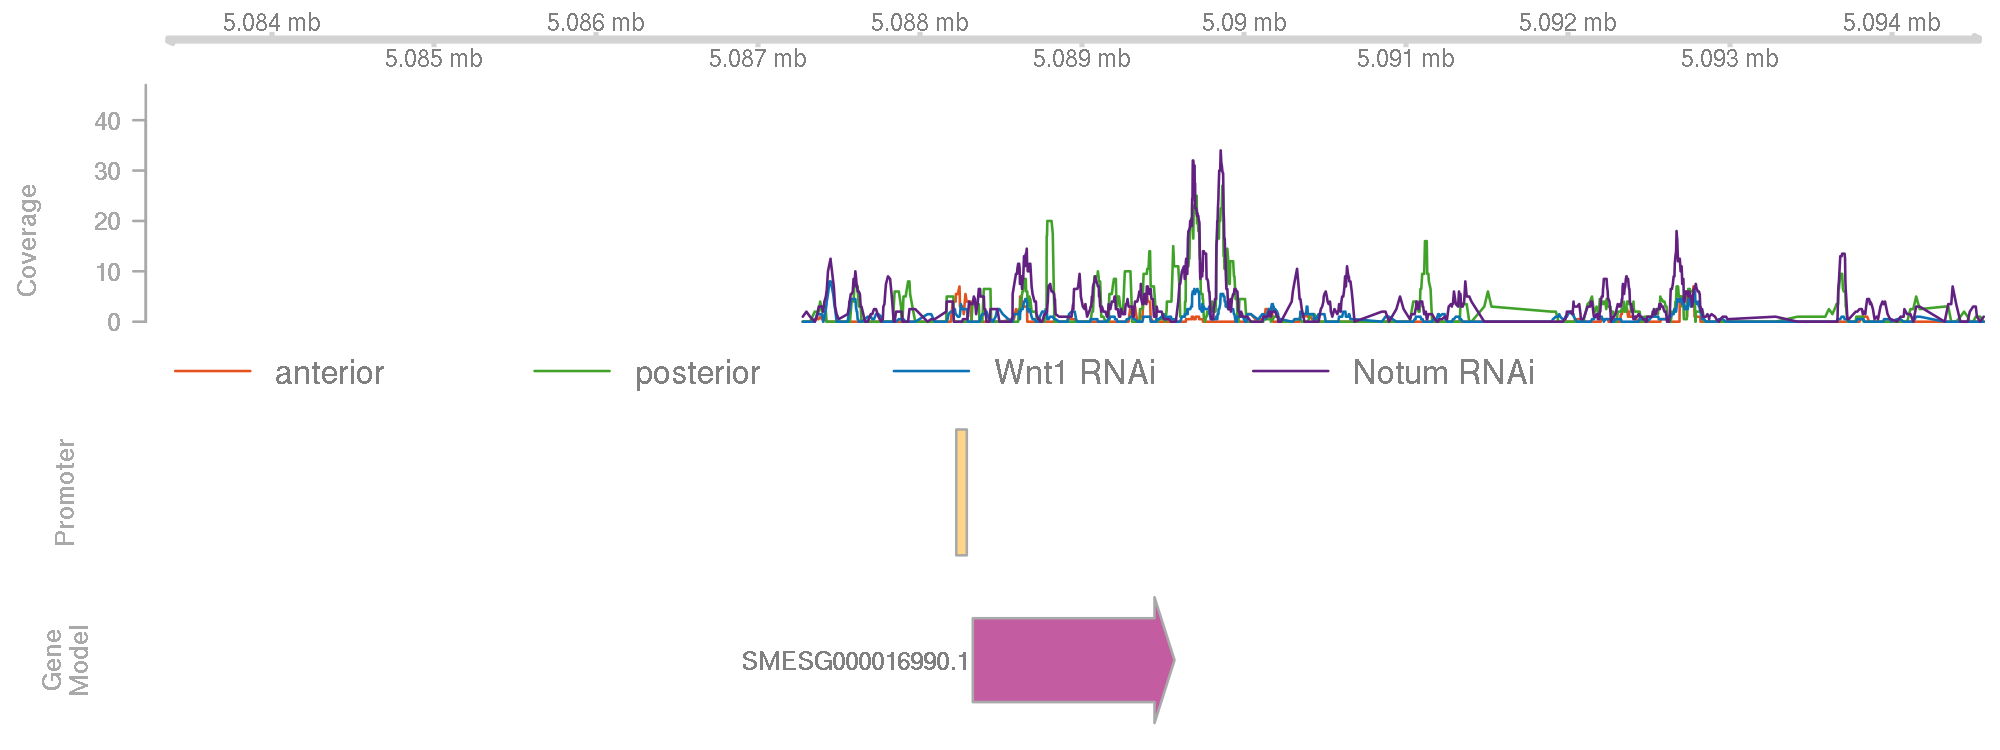 5.084 mb 5.086 mb 5.088 mb 5.09 mb 5.092 mb 5.094 mb
5.085 mb 5.087 mb 5.089 mb 5.091 mb 5.093 mb
Coverage
40
30
20
10
0
anterior posterior Wnt1 RNAi Notum RNAi
Promoter
Gene
Model
SMESG000016990.1